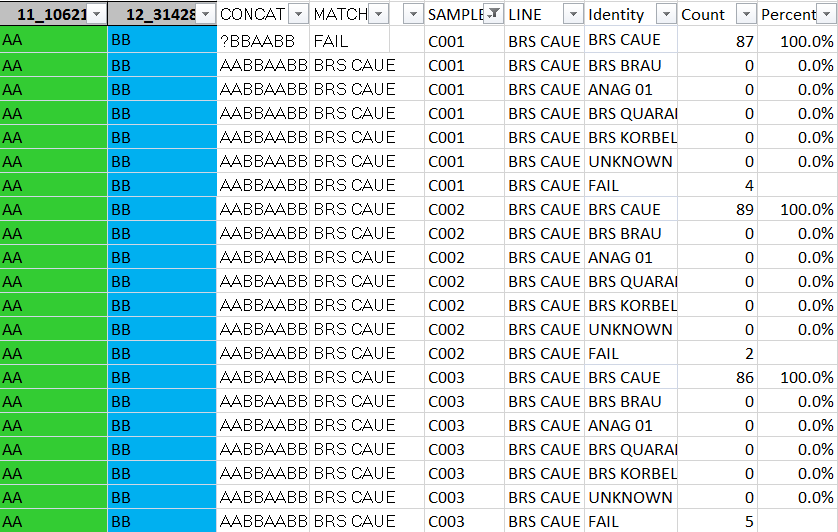 11_10621 12_31428 CONCAT MATCH SAMPLE LINE Identity Count Percent
AA BB ?BBAABB FAIL C001 BRS CAUE BRS CAUE 87 100.0%
AA BB AABBAABB BRS CAUE C001 BRS CAUE BRS BRAU 0 0.0%
AA BB AABBAABB BRS CAUE C001 BRS CAUE ANAG 01 0 0.0%
AA BB AABBAABB BRS CAUE C001 BRS CAUE BRS QUARAI 0 0.0%
AA BB AABBAABB BRS CAUE C001 BRS CAUE BRS KORBEL 0 0.0%
AA BB AABBAABB BRS CAUE C001 BRS CAUE UNKNOWN 0 0.0%
AA BB AABBAABB BRS CAUE C001 BRS CAUE FAIL 4
AA BB AABBAABB BRS CAUE C002 BRS CAUE BRS CAUE 89 100.0%
AA BB AABBAABB BRS CAUE C002 BRS CAUE BRS BRAU 0 0.0%
AA BB AABBAABB BRS CAUE C002 BRS CAUE ANAG 01 0 0.0%
AA BB AABBAABB BRS CAUE C002 BRS CAUE BRS QUARAI 0 0.0%
AA BB AABBAABB BRS CAUE C002 BRS CAUE BRS KORBEL 0 0.0%
AA BB AABBAABB BRS CAUE C002 BRS CAUE UNKNOWN 0 0.0%
AA BB AABBAABB BRS CAUE C002 BRS CAUE FAIL 2
AA BB AABBAABB BRS CAUE C003 BRS CAUE BRS CAUE 86 100.0%
AA BB AABBAABB BRS CAUE C003 BRS CAUE BRS BRAU 0 0.0%
AA BB AABBAABB BRS CAUE C003 BRS CAUE ANAG 01 0 0.0%
AA BB AABBAABB BRS CAUE C003 BRS CAUE BRS QUARAI 0 0.0%
AA BB AABBAABB BRS CAUE C003 BRS CAUE BRS KORBEL 0 0.0%
AA BB AABBAABB BRS CAUE C003 BRS CAUE UNKNOWN 0 0.0%
AA BB AABBAABB BRS CAUE C003 BRS CAUE FAIL 5